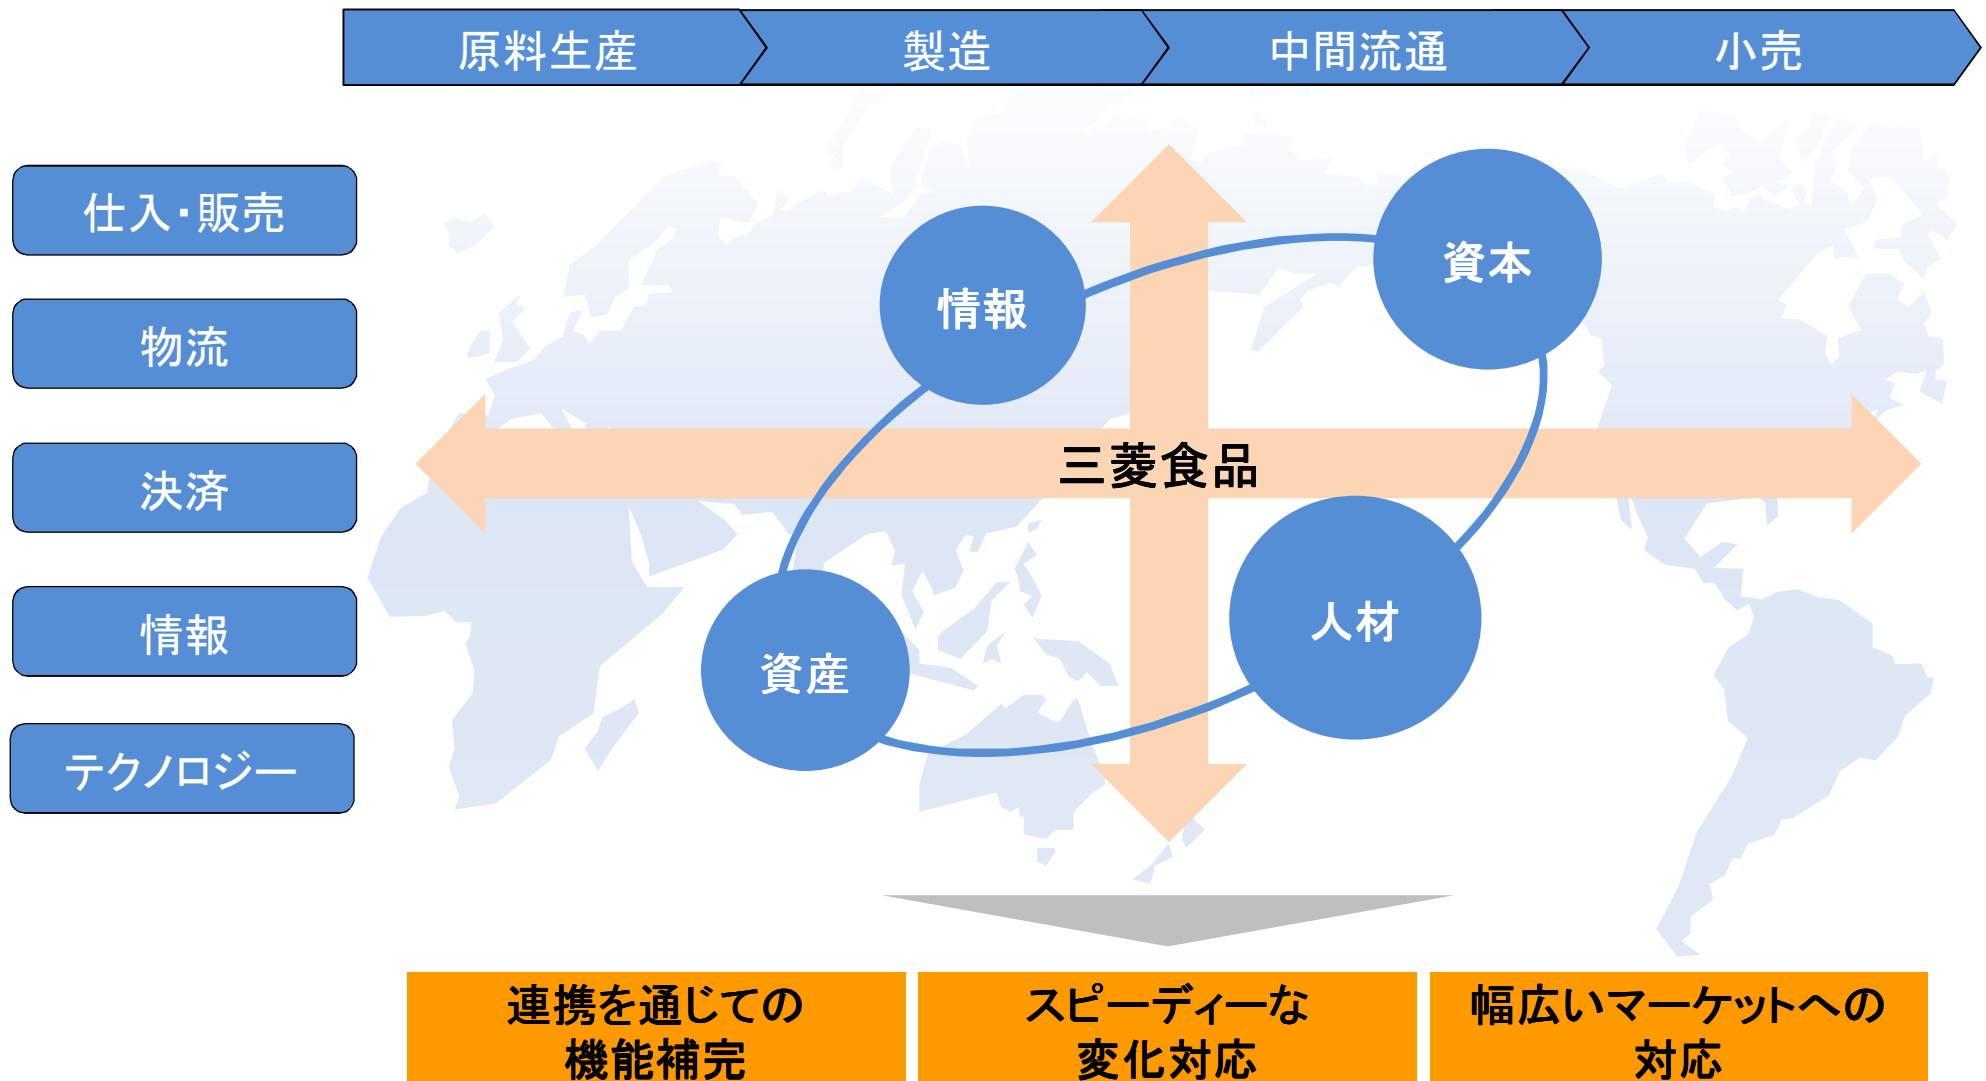 原料生産
製造
中間流通
小売
仕入・販売
物流
決済
情報
テクノロジー
情報
資本
三菱食品
人材
資産
連携を通じての
機能補完
スピーディーな
変化対応
幅広いマーケットへの
対応